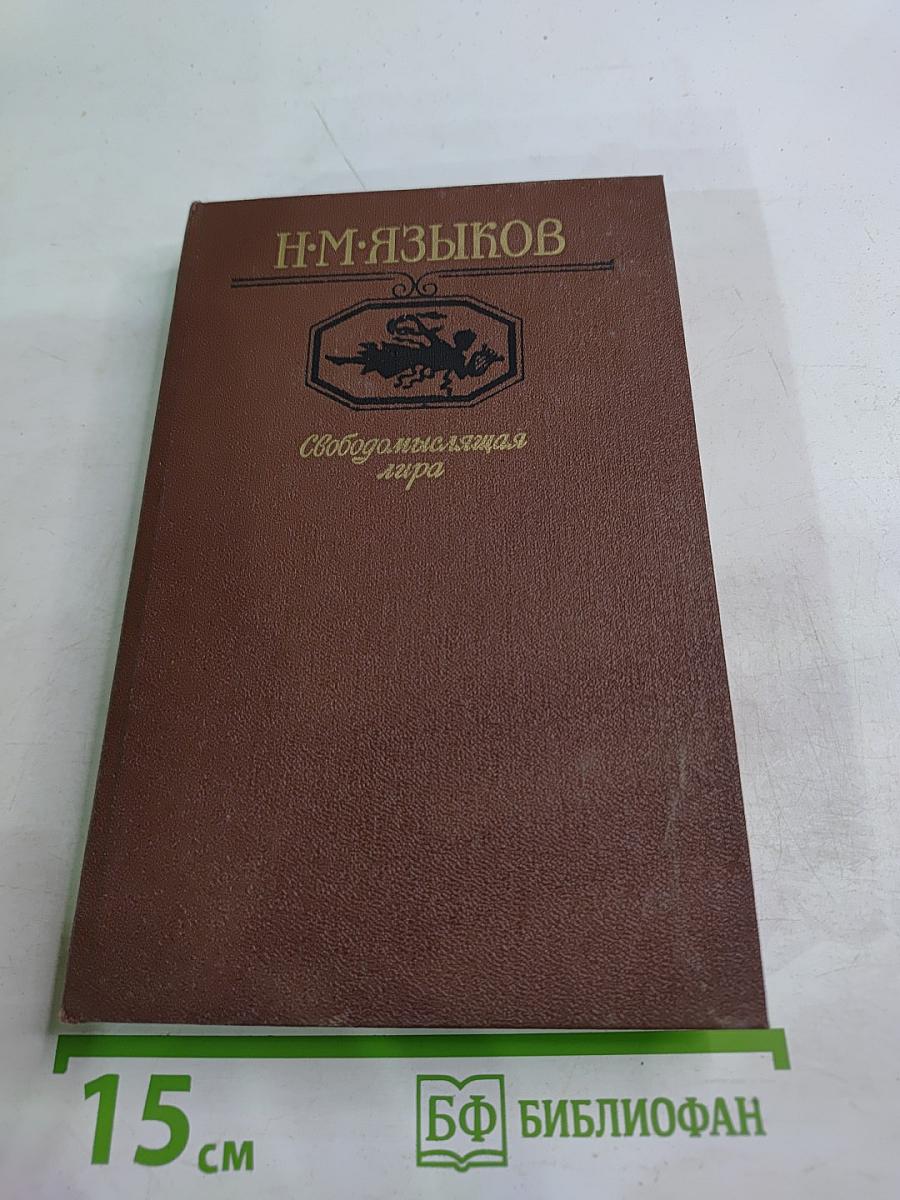 Н·М·ЯЗЫКОВ
Свободомыслящая
лира
15 см
БФ БИБЛИОФАН